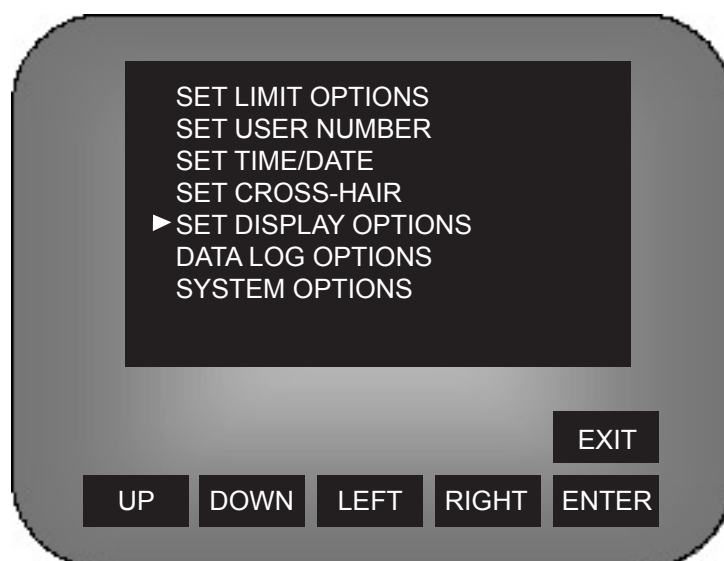 SET LIMIT OPTIONS
SET USER NUMBER
SET TIME/DATE
SET CROSS-HAIR
SET DISPLAY OPTIONS
DATA LOG OPTIONS
SYSTEM OPTIONS
EXIT
UP DOWN LEFT RIGHT ENTER